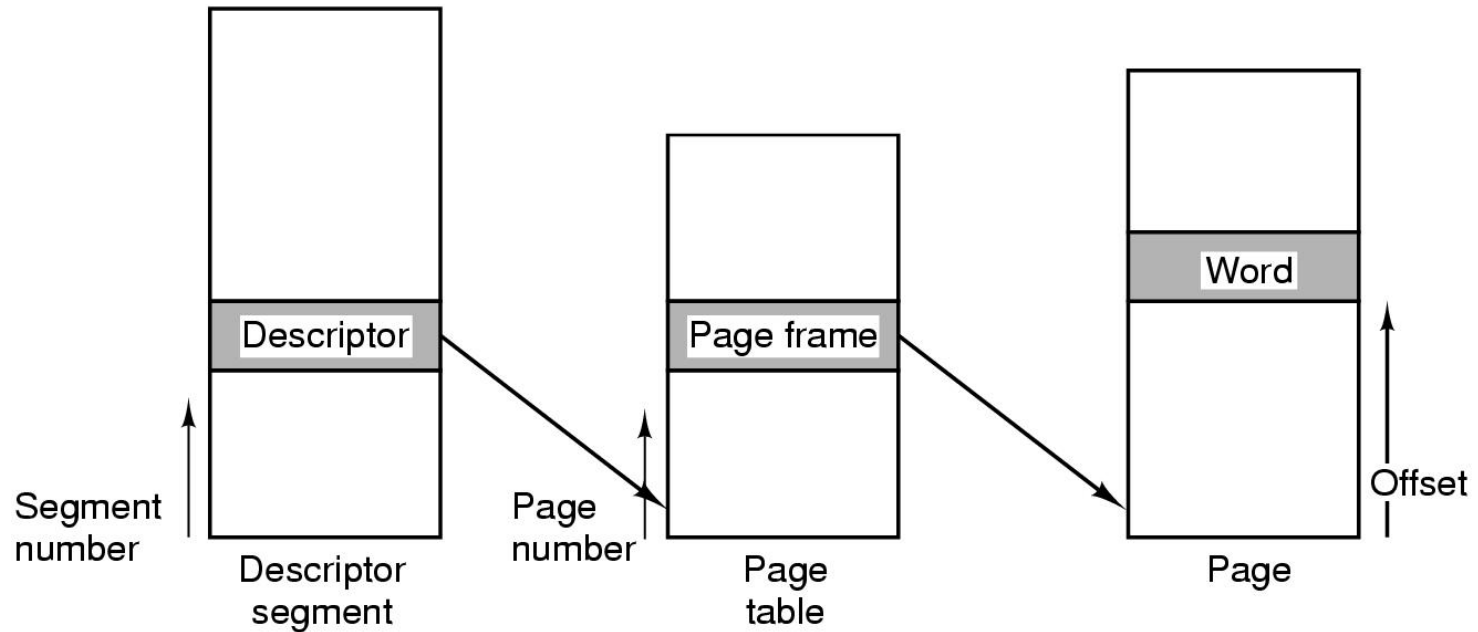 Word
Descriptor
Page frame
Segment
number
Page
number
Offset
Descriptor
segment
Page
table
Page